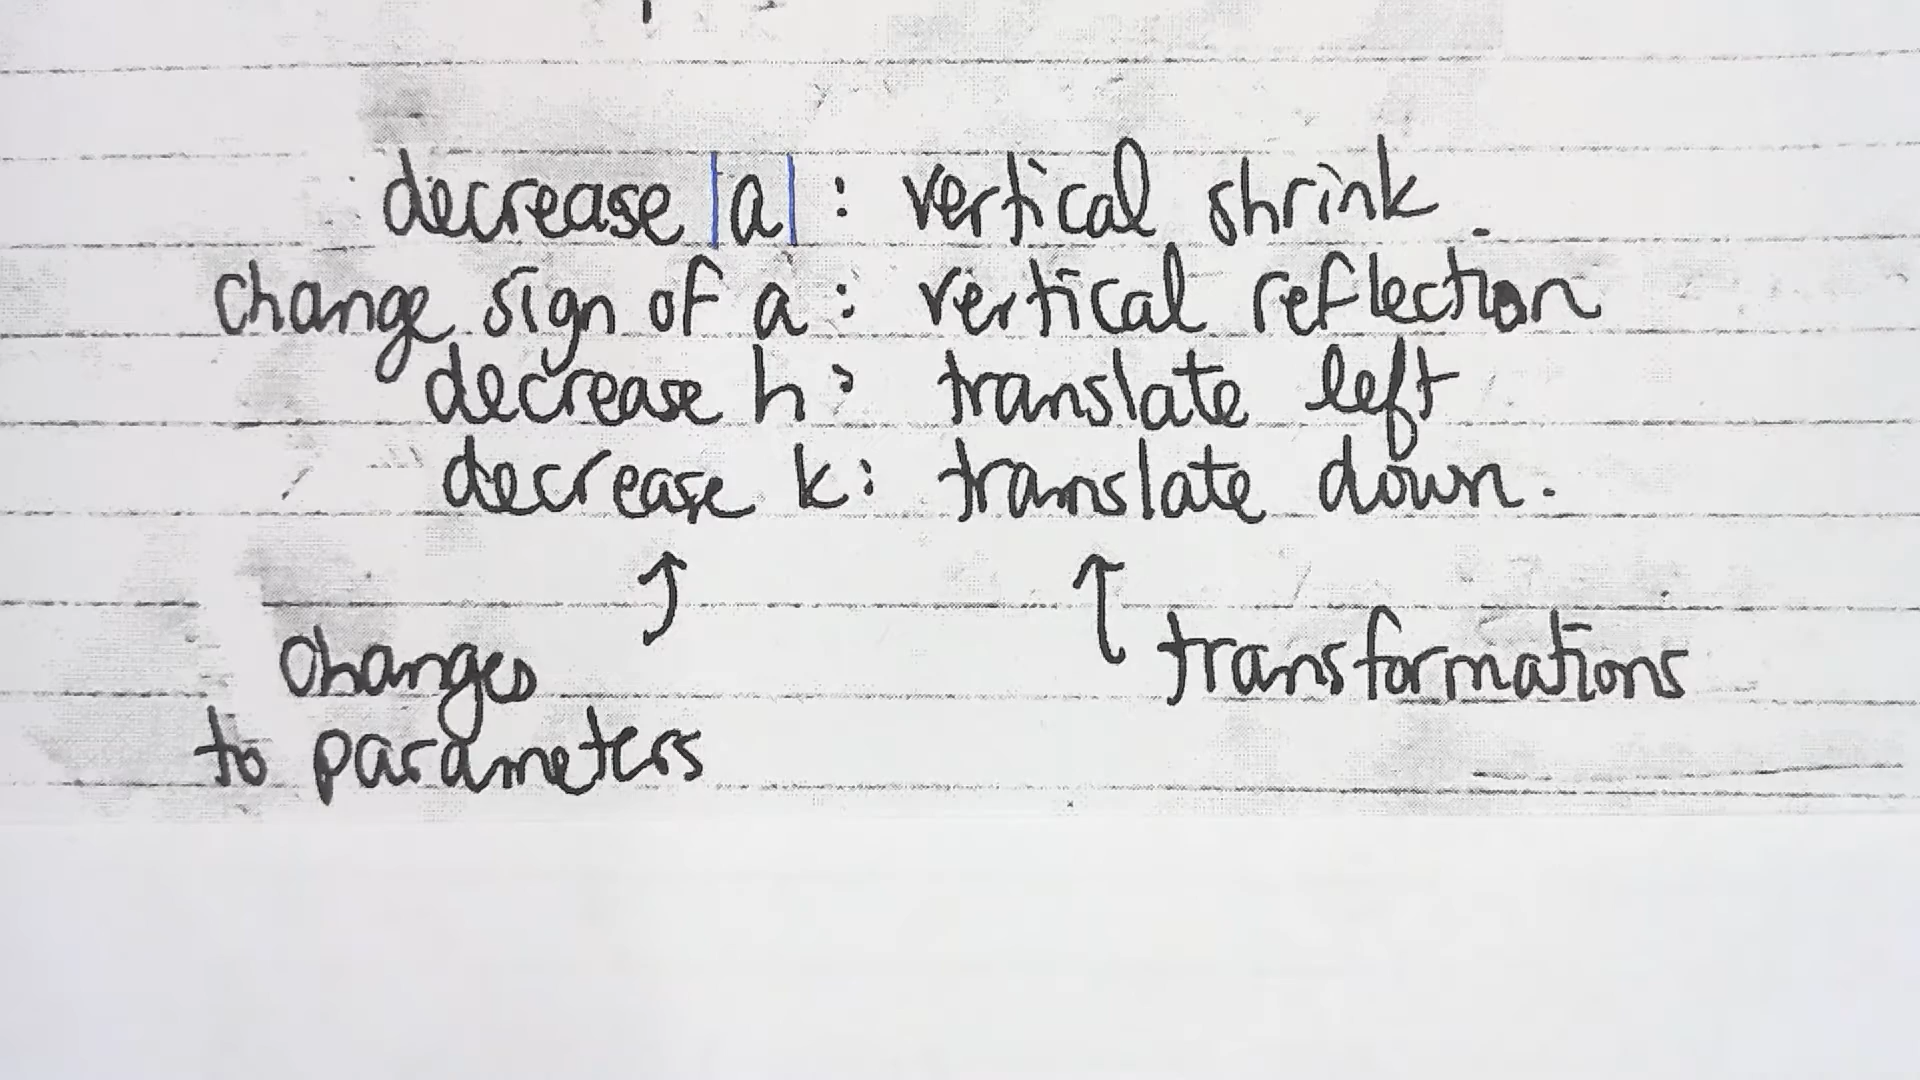 decrease |a| : vertical shrink.
change sign of a : vertical reflection
decrease h : translate left
decrease k : translate down.
changes
to parameters
transformations